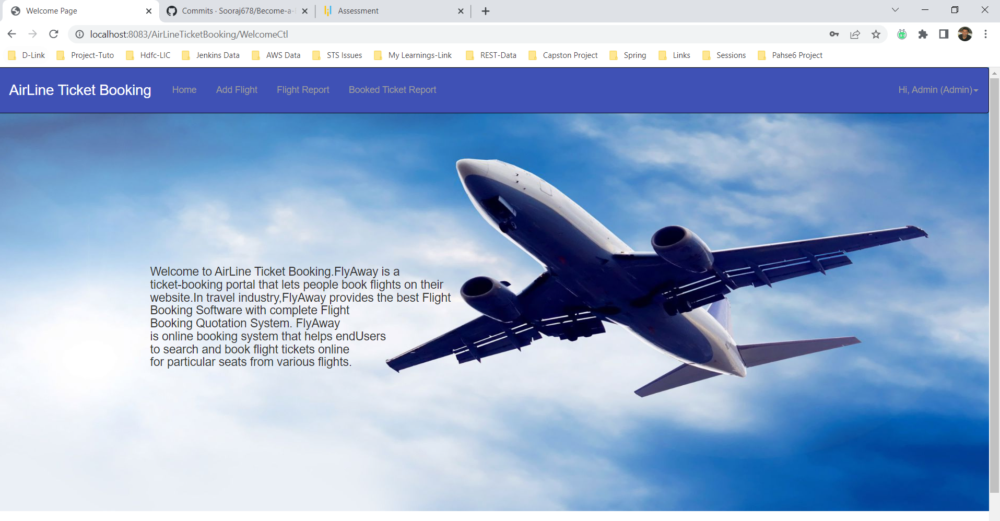 Welcome Page
Commits · Sooraj678/Become-a-
Assessment
localhost:8083/AirLineTicketBooking/WelcomeCtl
D-Link Project-Tuto Hdfc-LIC Jenkins Data AWS Data STS Issues My Learnings-Link REST-Data Capston Project Spring Links Sessions Pahse6 Project
AirLine Ticket Booking Home Add Flight Flight Report Booked Ticket Report Hi, Admin (Admin)
Welcome to AirLine Ticket Booking.FlyAway is a
ticket-booking portal that lets people book flights on their
website.In travel industry,FlyAway provides the best Flight
Booking Software with complete Flight
Booking Quotation System. FlyAway
is online booking system that helps endUsers
to search and book flight tickets online
for particular seats from various flights.